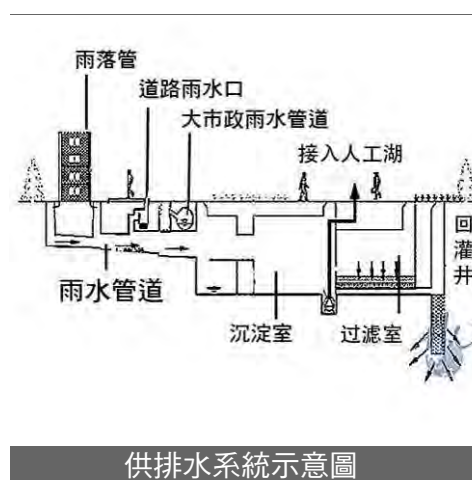 雨落管
道路雨水口
大市政雨水管道
接入人工湖
回灌井
雨水管道
沉淀室
过滤室
供排水系統示意圖